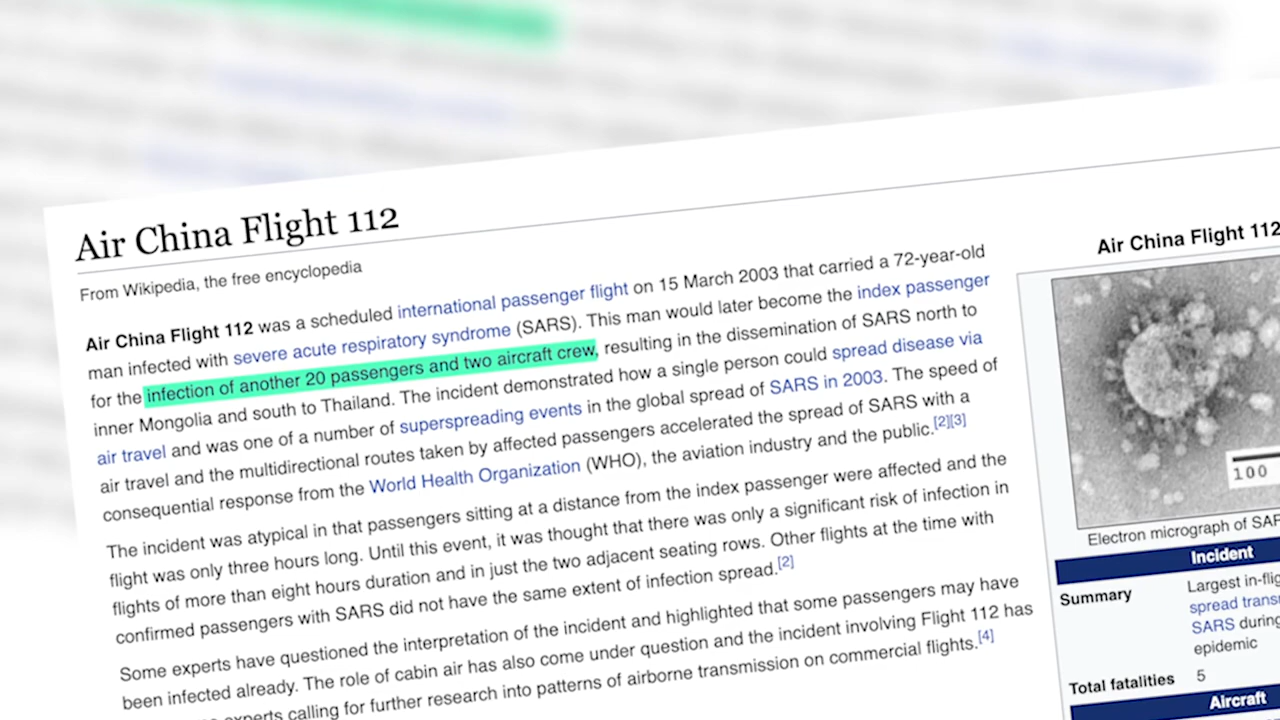 Air China Flight 112
From Wikipedia, the free encyclopedia
Air China Flight 112 was a scheduled international passenger flight on 15 March 2003 that carried a 72-year-old
man infected with severe acute respiratory syndrome (SARS). This man would later become the index passenger
for the infection of another 20 passengers and two aircraft crew, resulting in the dissemination of SARS north to
inner Mongolia and south to Thailand. The incident demonstrated how a single person could spread disease via
air travel and was one of a number of superspreading events in the global spread of SARS in 2003. The speed of
air travel and the multidirectional routes taken by affected passengers accelerated the spread of SARS with a
consequential response from the World Health Organization (WHO), the aviation industry and the public.[2][3]
The incident was atypical in that passengers sitting at a distance from the index passenger were affected and the
flight was only three hours long. Until this event, it was thought that there was only a significant risk of infection in
flights of more than eight hours duration and in just the two adjacent seating rows. Other flights at the time with
confirmed passengers with SARS did not have the same extent of infection spread.[2]
Some experts have questioned the interpretation of the incident and highlighted that some passengers may have
been infected already. The role of cabin air has also come under question and the incident involving Flight 112 has
experts calling for further research into patterns of airborne transmission on commercial flights.[4]
Air China Flight 112
100
Electron micrograph of SAR
Incident
Summary
Largest in-flig
spread trans
SARS during
epidemic
Total fatalities 5
Aircraft